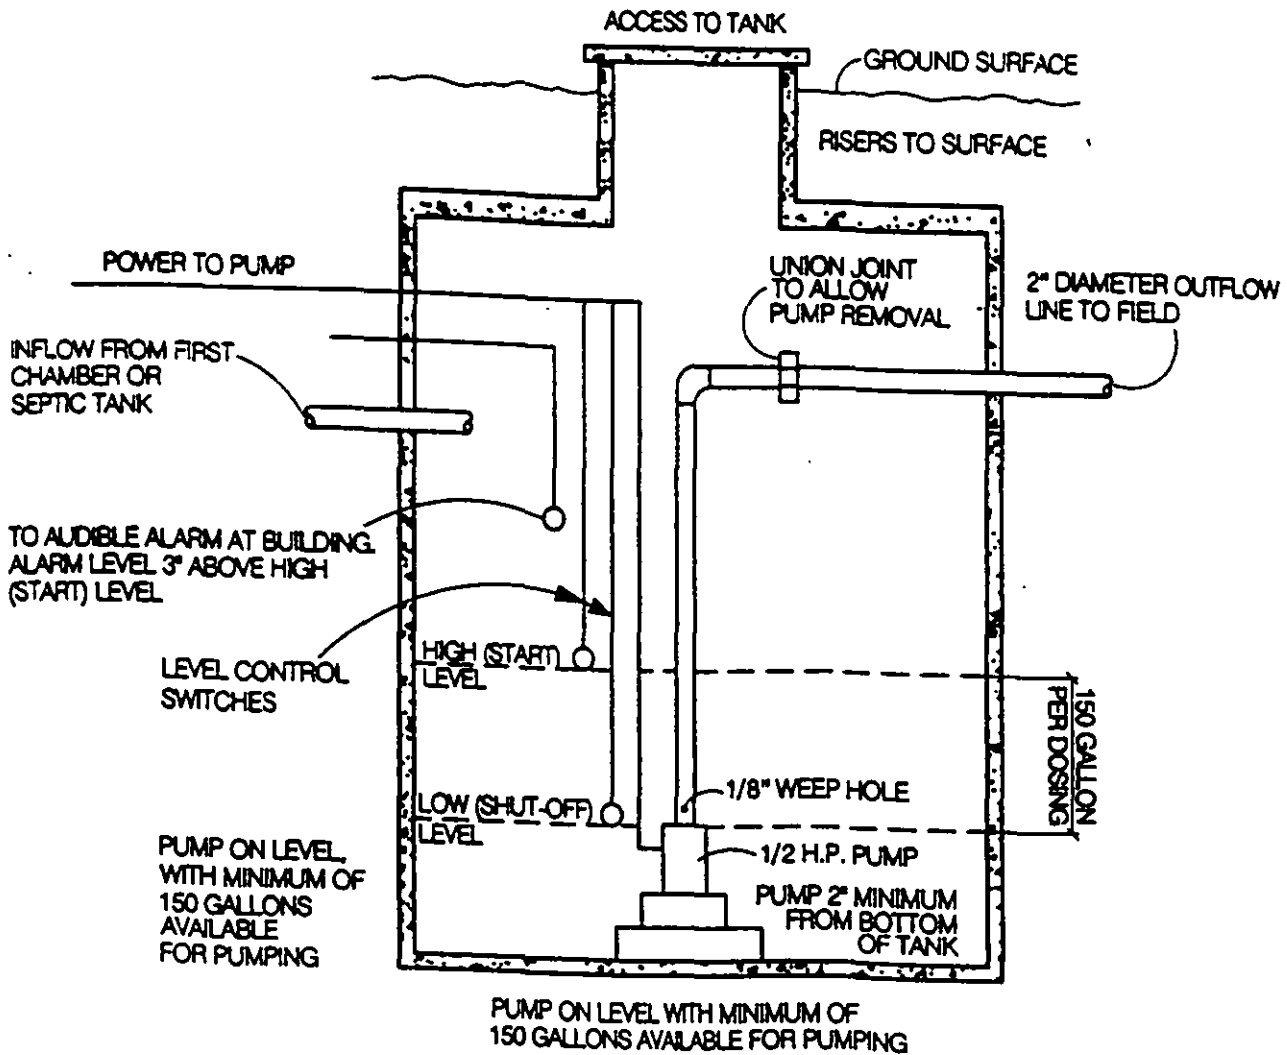 ACCESS TO TANK
GROUND SURFACE
RISERS TO SURFACE
POWER TO PUMP
UNION JOINT
TO ALLOW
PUMP REMOVAL
2" DIAMETER OUTFLOW
LINE TO FIELD
INFLOW FROM FIRST
CHAMBER OR
SEPTIC TANK
TO AUDIBLE ALARM AT BUILDING.
ALARM LEVEL 3" ABOVE HIGH
(START) LEVEL
LEVEL CONTROL
SWITCHES
HIGH (START)
LEVEL
150 GALLON
PER DOSING
LOW (SHUT-OFF)
LEVEL
1/8" WEEP HOLE
1/2 H.P. PUMP
PUMP ON LEVEL,
WITH MINIMUM OF
150 GALLONS
AVAILABLE
FOR PUMPING
PUMP 2" MINIMUM
FROM BOTTOM
OF TANK
PUMP ON LEVEL WITH MINIMUM OF
150 GALLONS AVAILABLE FOR PUMPING